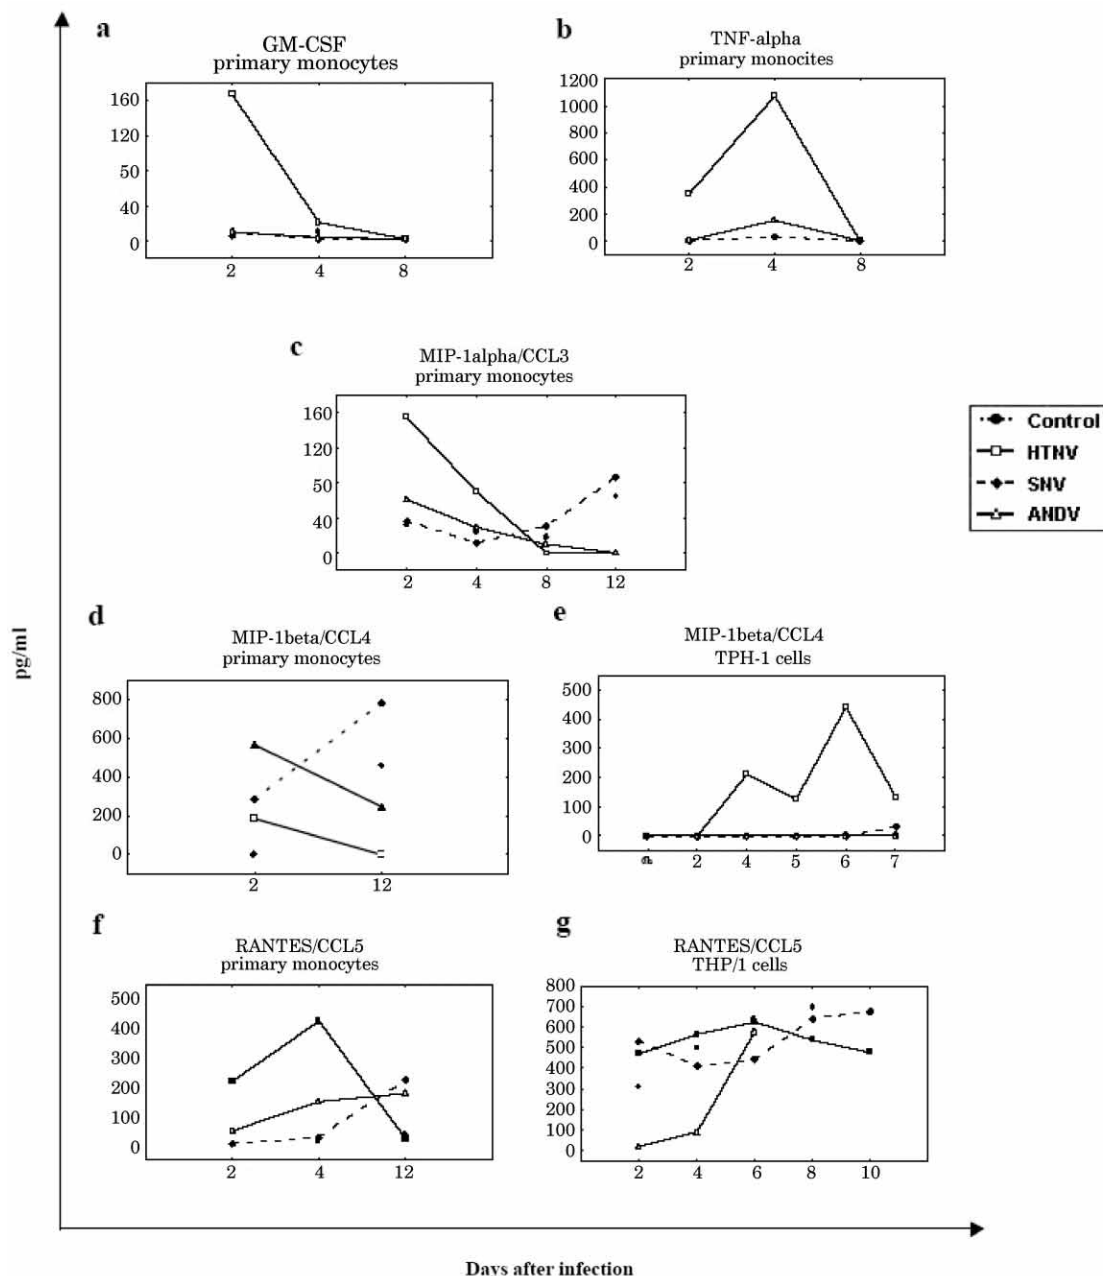 a
GM-CSF
primary monocytes
160
120
50
40
0
2 4 8
b
TNF-alpha
primary monocites
1200
1000
800
600
400
200
0
2 4 8
c
MIP-1alpha/CCL3
primary monocytes
160
120
50
40
0
2 4 8 12
Control
HTNV
SNV
ANDV
d
MIP-1beta/CCL4
primary monocytes
800
600
400
200
0
2 12
e
MIP-1beta/CCL4
TPH-1 cells
500
400
300
200
100
0
2 4 5 6 7
f
RANTES/CCL5
primary monocytes
500
400
300
200
100
0
2 4 12
g
RANTES/CCL5
THP/1 cells
800
700
600
500
400
300
200
100
0
2 4 6 8 10
pg/ml
Days after infection